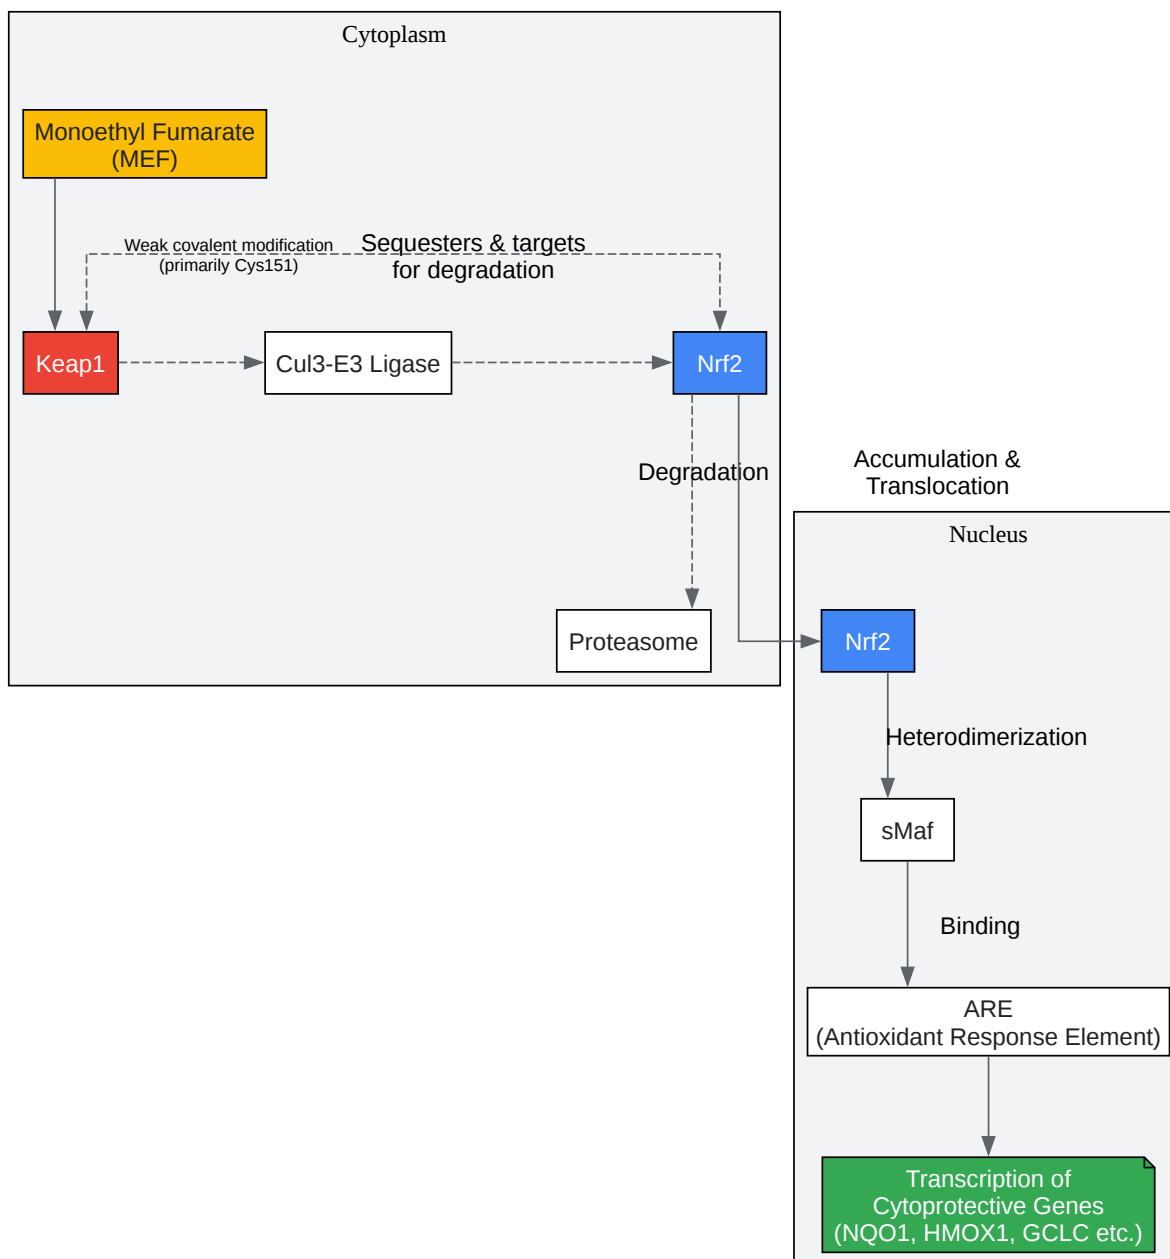 Cytoplasm
Monoethyl Fumarate
(MEF)
Weak covalent modification
(primarily Cys151)
Sequesters & targets
for degradation
Keap1
Cul3-E3 Ligase
Nrf2
Degradation
Accumulation &
Translocation
Nucleus
Proteasome
Nrf2
Heterodimerization
sMaf
Binding
ARE
(Antioxidant Response Element)
Transcription of
Cytoprotective Genes
(NQO1, HMOX1, GCLC etc.)